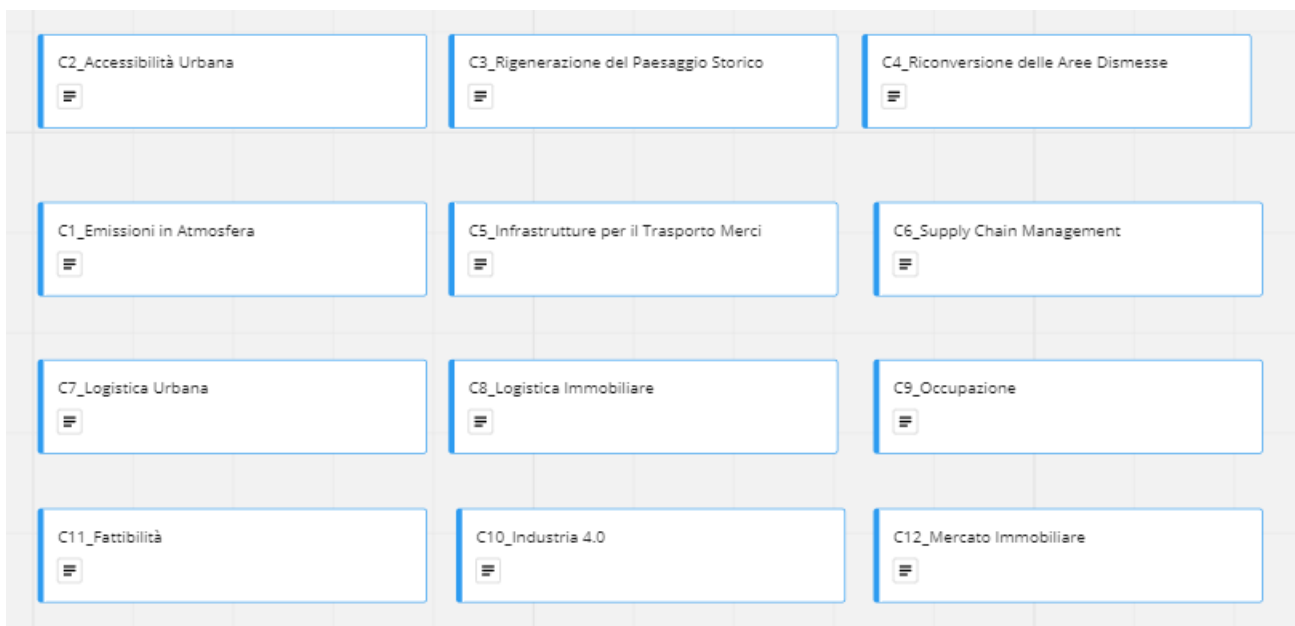 C2_Accessibilità Urbana
C3_Rigenerazione del Paesaggio Storico
C4_Riconversione delle Aree Dismesse
C1_Emissioni in Atmosfera
C5_Infrastrutture per il Trasporto Merci
C6_Supply Chain Management
C7_Logistica Urbana
C8_Logistica Immobiliare
C9_Occupazione
C11_Fattibilità
C10_Industria 4.0
C12_Mercato Immobiliare